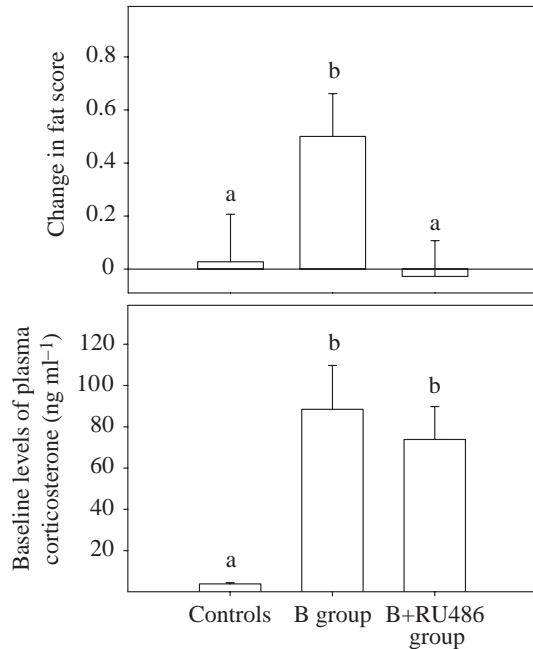 Change in fat score
0.8
0.6
0.4
0.2
0
a
b
a
Baseline levels of plasma
corticosterone (ng ml–1)
120
100
80
60
40
20
a
b
b
Controls
B group
B+RU486
group